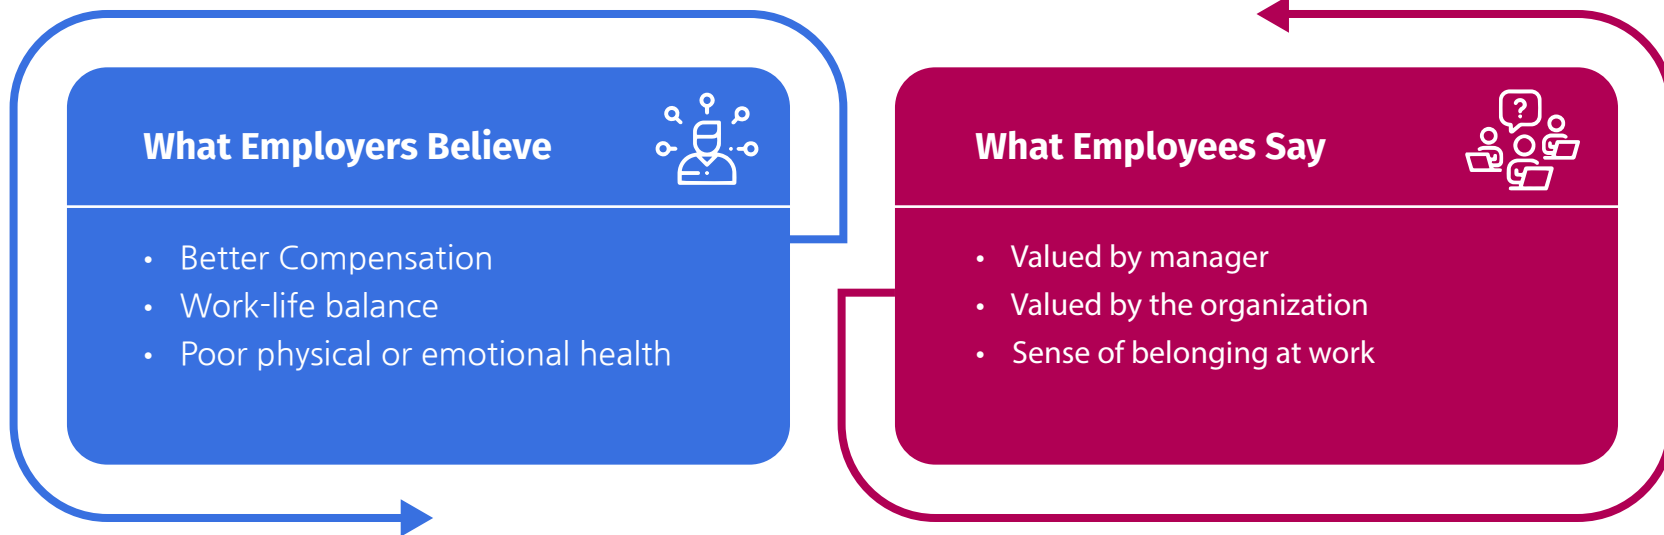 What Employers Believe
• Better Compensation
• Work-life balance
• Poor physical or emotional health
What Employees Say
?
• Valued by manager
• Valued by the organization
• Sense of belonging at work